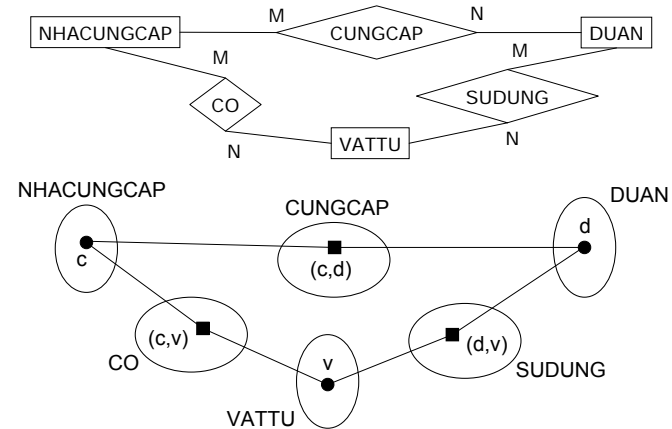 M
N
NHACUNGCAP
CUNGCAP
DUAN
M
M
CO
SUDUNG
N
VATTU
N
NHACUNGCAP
CUNGCAP
DUAN
d
c
(c,d)
(c,v)
(d,v)
CO
v
SUDUNG
VATTU